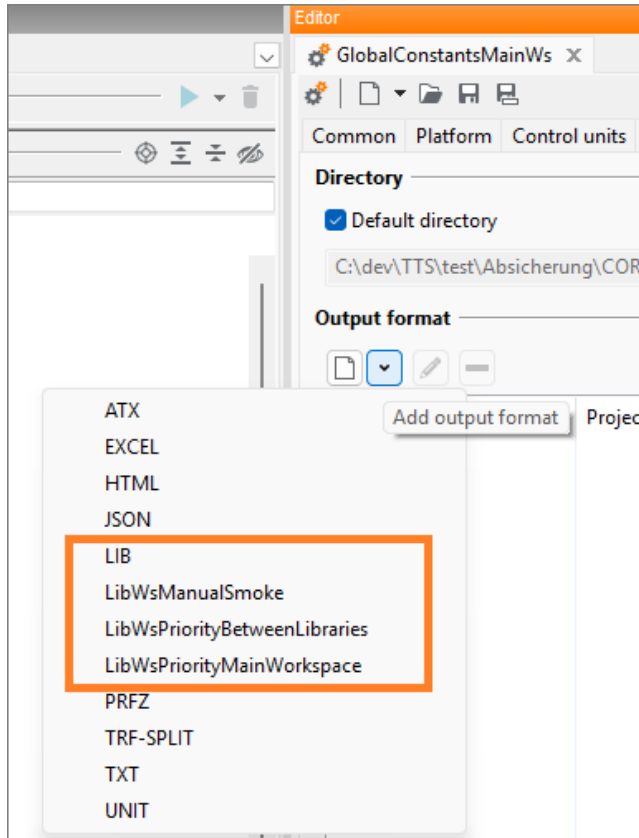 Editor
GlobalConstantsMainWs
Common Platform Control units
Directory
Default directory
C:\dev\TTS\test\Absicherung\COR
Output format
Add output format
Projec
ATX
EXCEL
HTML
JSON
LIB
LibWsManualSmoke
LibWsPriorityBetweenLibraries
LibWsPriorityMainWorkspace
PRFZ
TRF-SPLIT
TXT
UNIT